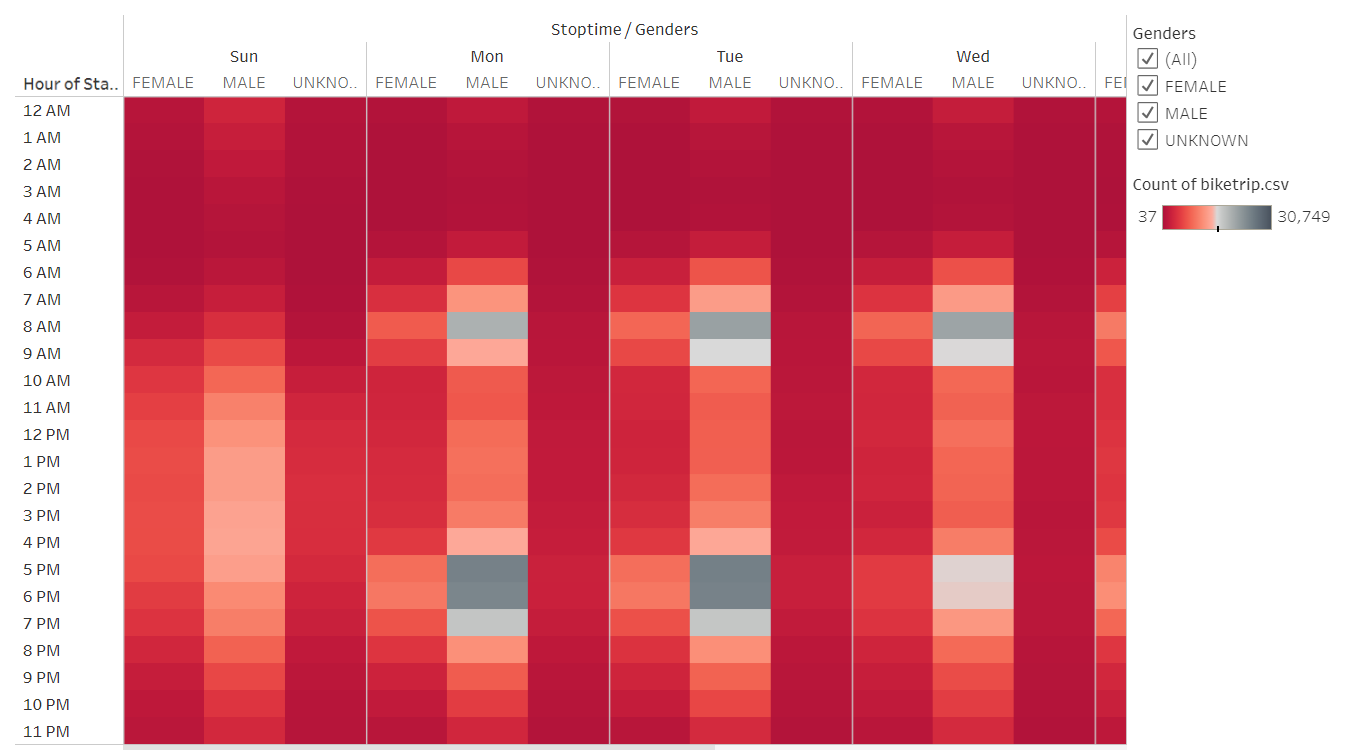 Stoptime / Genders
Sun Mon Tue Wed
Hour of Sta.. FEMALE MALE UNKNO.. FEMALE MALE UNKNO.. FEMALE MALE UNKNO.. FEMALE MALE UNKNO..
12 AM
1 AM
2 AM
3 AM
4 AM
5 AM
6 AM
7 AM
8 AM
9 AM
10 AM
11 AM
12 PM
1 PM
2 PM
3 PM
4 PM
5 PM
6 PM
7 PM
8 PM
9 PM
10 PM
11 PM
Genders
(All)
FEMALE
MALE
UNKNOWN
Count of biketrip.csv
37 30,749